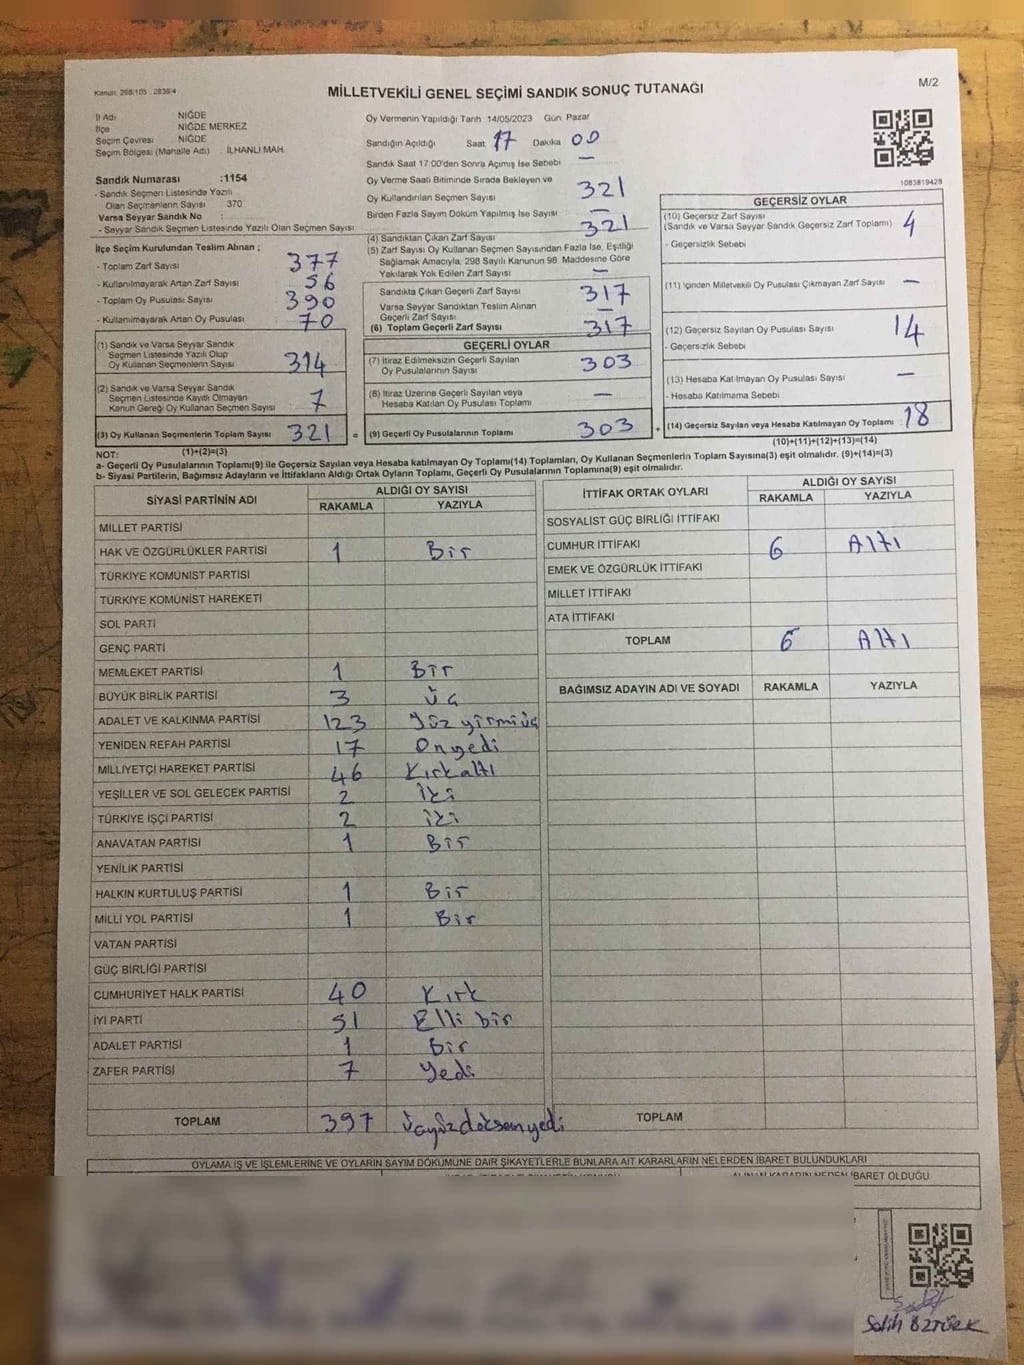 Kanun: 298/105 . 2839/4
MİLLETVEKİLİ GENEL SEÇİMİ SANDIK SONUÇ TUTANAĞI
M/2
İl Adı NİĞDE
İlçe NİĞDE MERKEZ
Seçim Çevresi NİĞDE
Seçim Bölgesi (Mahalle Adı) İLHANLI MAH.
Sandık Numarası :1154
- Sandık Seçmen Listesinde Yazılı
Olan Seçmenlerin Sayısı 370
Varsa Seyyar Sandık No :
- Seyyar Sandık Seçmen Listesinde Yazılı Olan Seçmen Sayısı:
İlçe Seçim Kurulundan Teslim Alınan ;
- Toplam Zarf Sayısı 377
- Kullanılmayarak Artan Zarf Sayısı 56
- Toplam Oy Pusulası Sayısı 390
- Kullanılmayarak Artan Oy Pusulası 70
(1) Sandık ve Varsa Seyyar Sandık
Seçmen Listesinde Yazılı Olup
Oy Kullanan Seçmenlerin Sayısı 314
(2) Sandık ve Varsa Seyyar Sandık
Seçmen Listesinde Kayıtlı Olmayan
Kanun Gereği Oy Kullanan Seçmen Sayısı 7
(3) Oy Kullanan Seçmenlerin Toplam Sayısı 321 =
(1)+(2)=(3)
Oy Vermenin Yapıldığı Tarih 14/05/2023 Gün Pazar
Sandığın Açıldığı Saat 17 Dakika 00
Sandık Saat 17:00'den Sonra Açımış İse Sebebi —
Oy Verme Saati Bitiminde Sırada Bekleyen ve
Oy Kullandırılan Seçmen Sayısı 321
Birden Fazla Sayım Döküm Yapılmış İse Sayısı —
(4) Sandıktan Çıkan Zarf Sayısı 321
(5) Zarf Sayısı Oy Kullanan Seçmen Sayısından Fazla İse, Eşitliği
Sağlamak Amacıyla, 298 Sayılı Kanunun 98 Maddesine Göre
Yakılarak Yok Edilen Zarf Sayısı —
Sandıkta Çıkan Geçerli Zarf Sayısı 317
Varsa Seyyar Sandıktan Teslim Alınan
Geçerli Zarf Sayısı —
(6) Toplam Geçerli Zarf Sayısı 317
GEÇERLİ OYLAR
(7) İtiraz Edilmeksizin Geçerli Sayılan
Oy Pusulalarının Sayısı 303
(8) İtiraz Üzerine Geçerli Sayılan veya
Hesaba Katılan Oy Pusulası Toplamı —
(9) Geçerli Oy Pusulalarının Toplamı 303 +
1083819428
GEÇERSİZ OYLAR
(10) Geçersiz Zarf Sayısı
(Sandık ve Varsa Seyyar Sandık Geçersiz Zarf Toplamı) 4
- Geçersizlik Sebebi
(11) İçinden Milletvekili Oy Pusulası Çıkmayan Zarf Sayısı —
(12) Geçersiz Sayılan Oy Pusulası Sayısı 14
- Geçersizlik Sebebi
(13) Hesaba Katılmayan Oy Pusulası Sayısı —
- Hesaba Katılmama Sebebi
(14) Geçersiz Sayılan veya Hesaba Katılmayan Oy Toplamı : 18
(10)+(11)+(12)+(13)=(14)
NOT:
a- Geçerli Oy Pusulalarının Toplamı(9) ile Geçersiz Sayılan veya Hesaba katılmayan Oy Toplamı(14) Toplamları, Oy Kullanan Seçmenlerin Toplam Sayısına(3) eşit olmalıdır. (9)+(14)=(3)
b- Siyasi Partilerin, Bağımsız Adayların ve İttifakların Aldığı Ortak Oyların Toplamı, Geçerli Oy Pusulalarının Toplamına(9) eşit olmalıdır.
SİYASİ PARTİNİN ADI ALDIĞI OY SAYISI
RAKAMLA YAZIYLA
MİLLET PARTİSİ
HAK VE ÖZGÜRLÜKLER PARTİSİ 1 Bir
TÜRKİYE KOMÜNİST PARTİSİ
TÜRKİYE KOMÜNİST HAREKETİ
SOL PARTİ
GENÇ PARTİ
MEMLEKET PARTİSİ 1 Bir
BÜYÜK BİRLİK PARTİSİ 3 Üç
ADALET VE KALKINMA PARTİSİ 123 Yüz yirmi üç
YENİDEN REFAH PARTİSİ 17 Onyedi
MİLLİYETÇİ HAREKET PARTİSİ 46 Kırkaltı
YEŞİLLER VE SOL GELECEK PARTİSİ 2 İki
TÜRKİYE İŞÇİ PARTİSİ 2 iki
ANAVATAN PARTİSİ 1 Bir
YENİLİK PARTİSİ
HALKIN KURTULUŞ PARTİSİ 1 Bir
MİLLİ YOL PARTİSİ 1 Bir
VATAN PARTİSİ
GÜÇ BİRLİĞİ PARTİSİ
CUMHURİYET HALK PARTİSİ 40 Kırk
İYİ PARTİ 51 Elli bir
ADALET PARTİSİ 1 Bir
ZAFER PARTİSİ 7 Yedi
TOPLAM 397 üçyüzdoksanyedi
İTTİFAK ORTAK OYLARI ALDIĞI OY SAYISI
RAKAMLA YAZIYLA
SOSYALİST GÜÇ BİRLİĞİ İTTİFAKI
CUMHUR İTTİFAKI 6 Altı
EMEK VE ÖZGÜRLÜK İTTİFAKI
MİLLET İTTİFAKI
ATA İTTİFAKI
TOPLAM 6 Altı
BAĞIMSIZ ADAYIN ADI VE SOYADI RAKAMLA YAZIYLA
TOPLAM
OYLAMA İŞ VE İŞLEMLERİNE VE OYLARIN SAYIM DÖKÜMÜNE DAİR ŞİKAYETLERLE BUNLARA AİT KARARLARIN NELERDEN İBARET BULUNDUKLARI
ALINAN KARARIN NEDEN İBARET OLDUĞU
Salih ÖZTÜRK